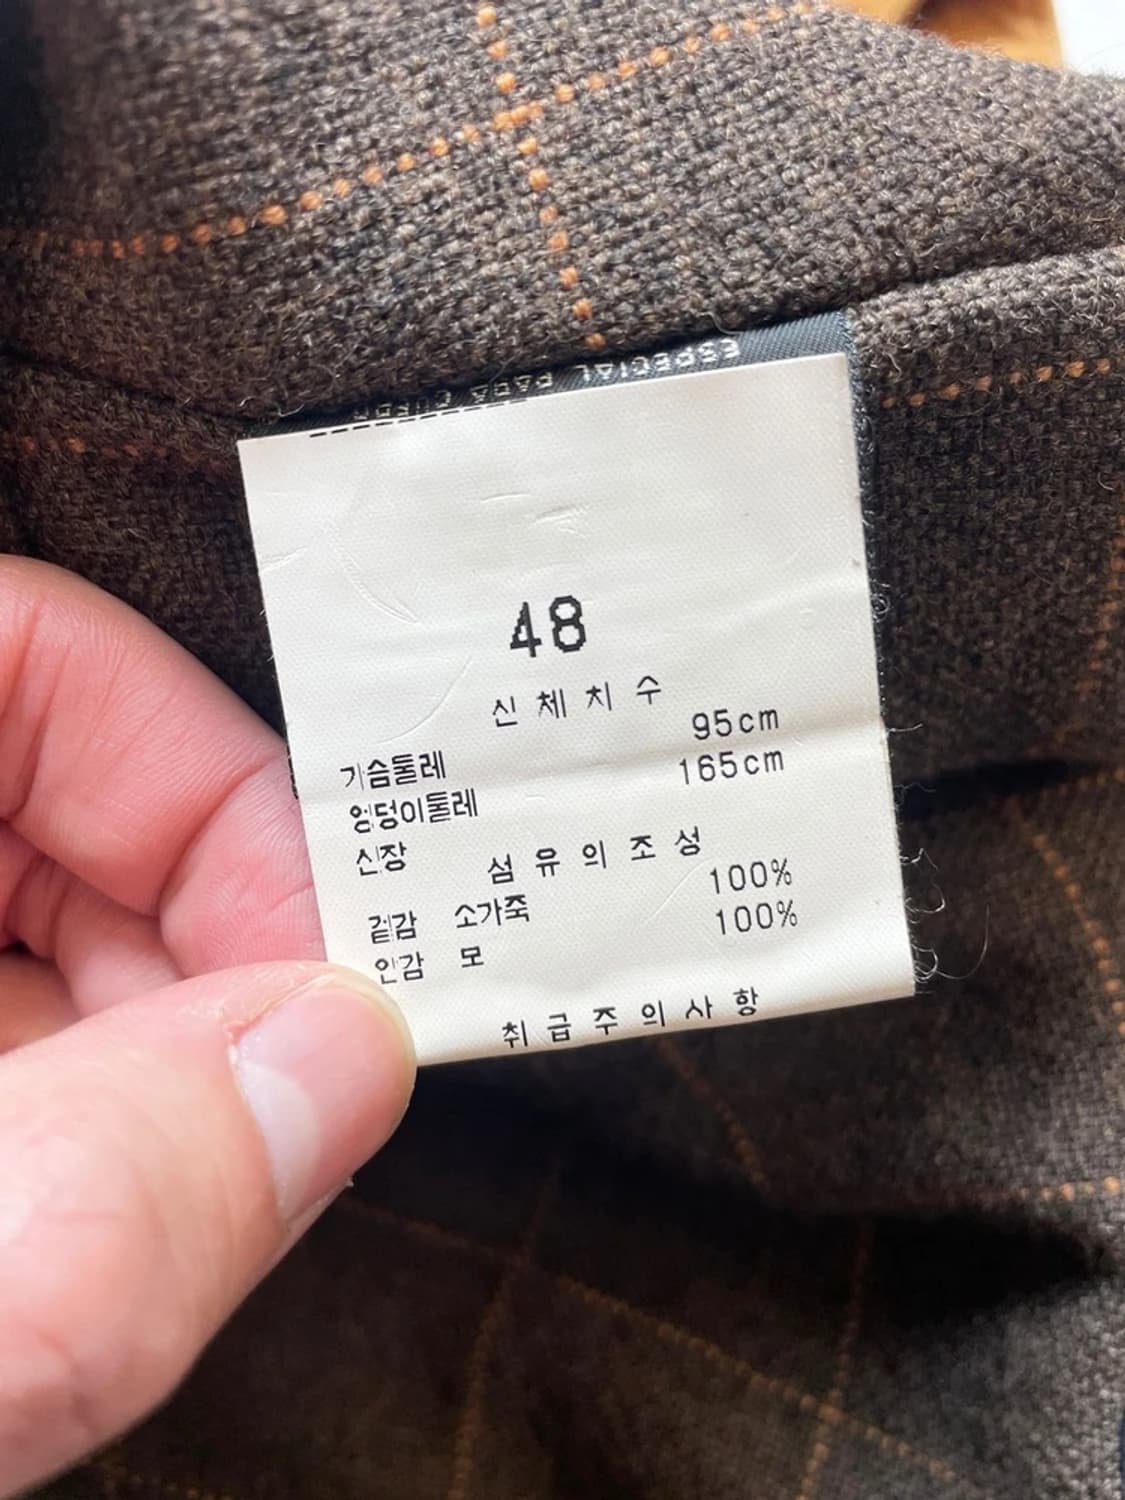 ESPECIAL PARA CUERO
48
신체치수
가슴둘레 95cm
엉덩이둘레 165cm
신장
섬유의조성
겉감 소가죽 100%
안감 모 100%
취급주의사항